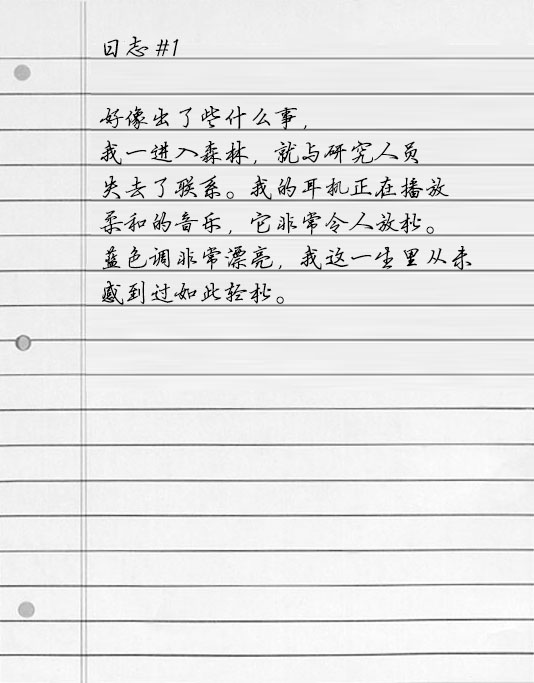 日志 #1
好像出了些什么事，
我一进入森林，就与研究人员
失去了联系。我的耳机正在播放
柔和的音乐，它非常令人放松。
蓝色调非常漂亮，我这一生里从未
感到过如此轻松。